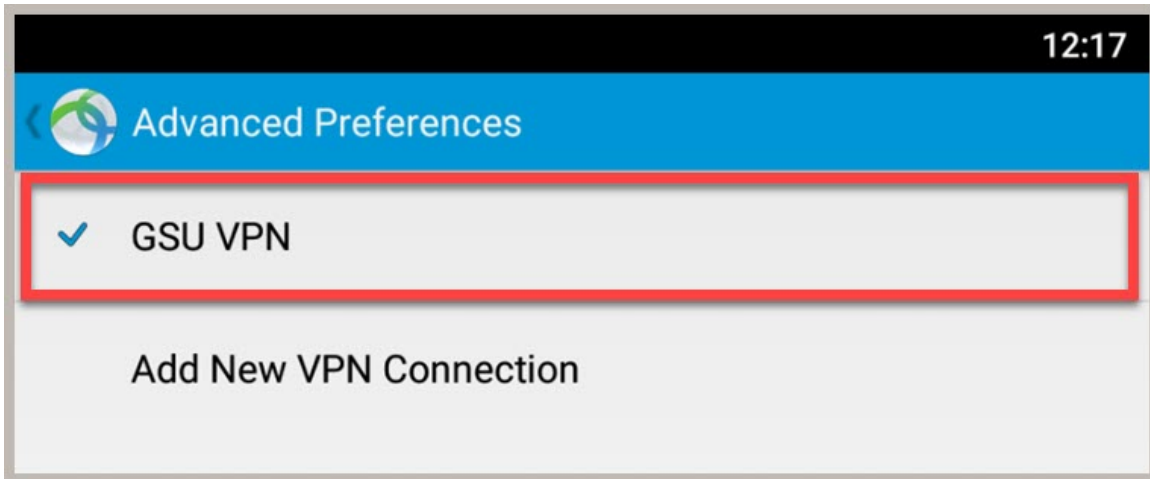 12:17
Advanced Preferences
GSU VPN
Add New VPN Connection